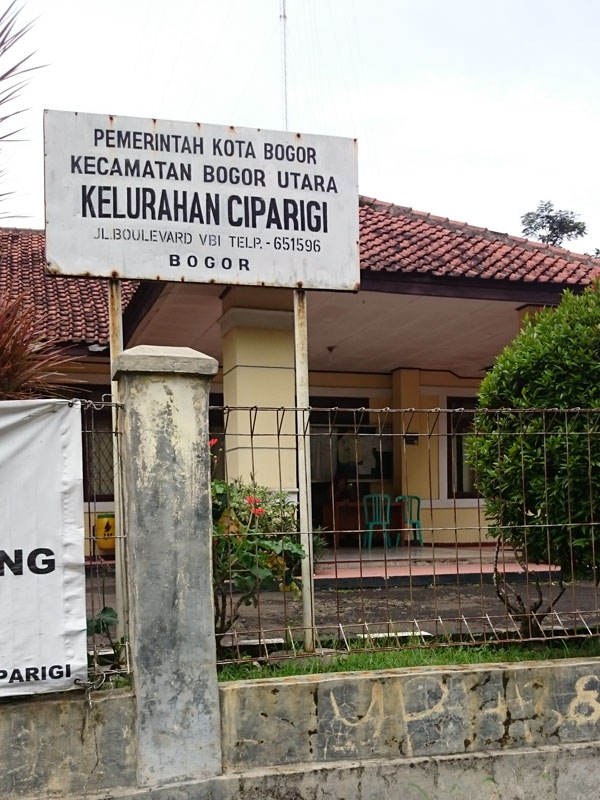 PEMERINTAH KOTA BOGOR
KECAMATAN BOGOR UTARA
KELURAHAN CIPARIGI
JL.BOULEVARD VBI TELP. - 651596
BOGOR
NG
PARIGI